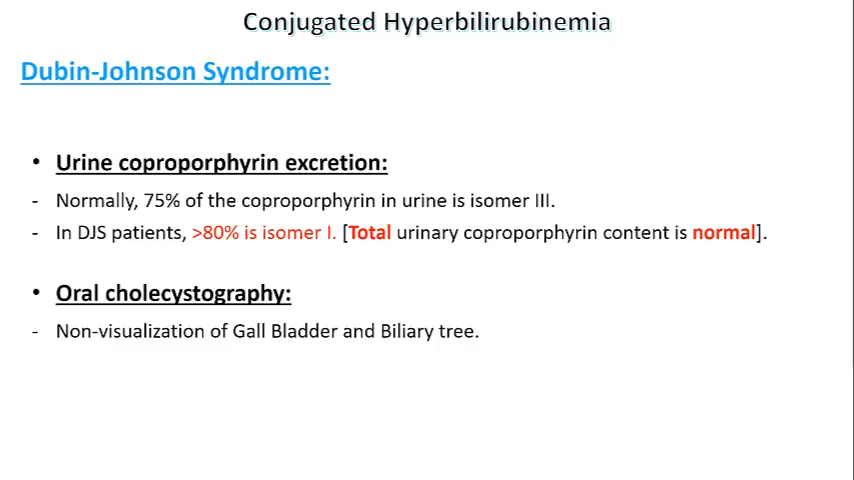 Conjugated Hyperbilirubinemia
Dubin-Johnson Syndrome:
• Urine coproporphyrin excretion:
- Normally, 75% of the coproporphyrin in urine is isomer III.
- In DJS patients, >80% is isomer I. [Total urinary coproporphyrin content is normal].
• Oral cholecystography:
- Non-visualization of Gall Bladder and Biliary tree.